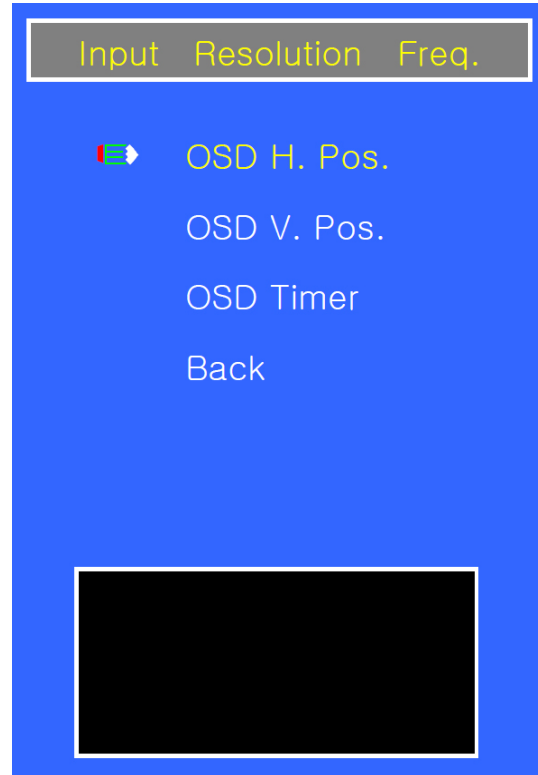 Input Resolution Freq.
OSD H. Pos.
OSD V. Pos.
OSD Timer
Back